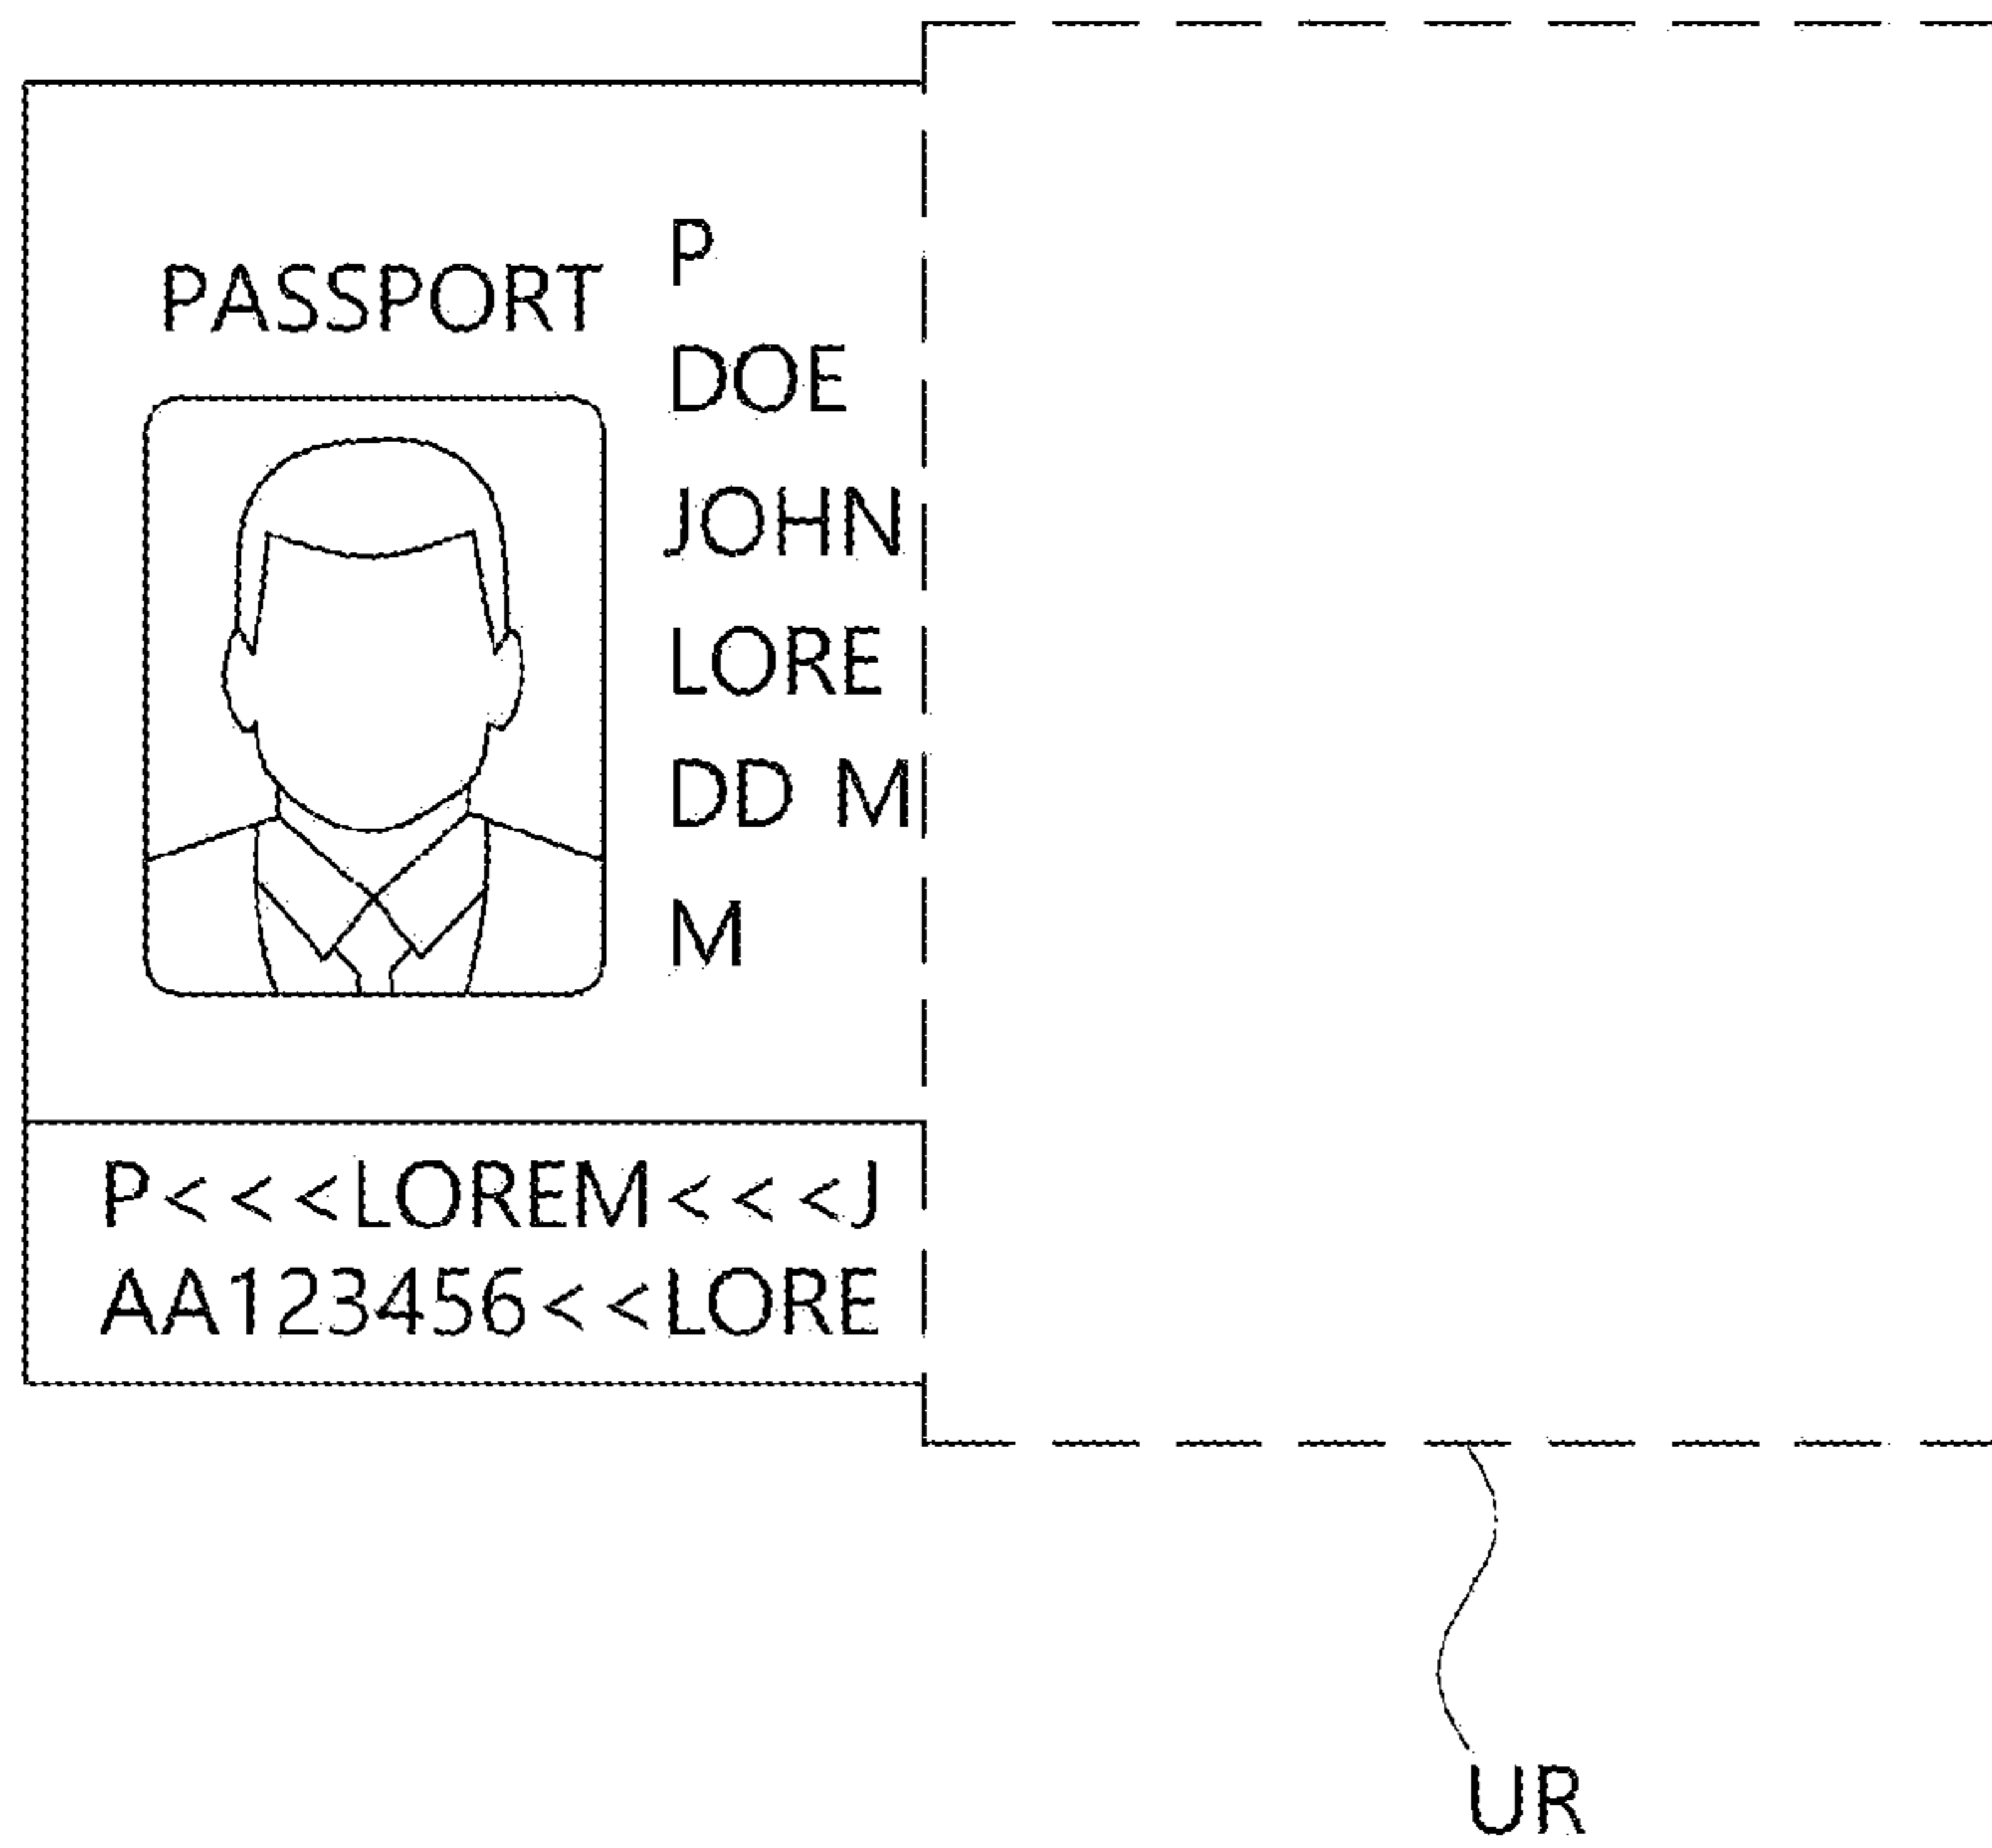 PASSPORT
P
DOE
JOHN
LORE
DD M
M
P<<<LOREM<<<J
AA123456<<LORE
UR